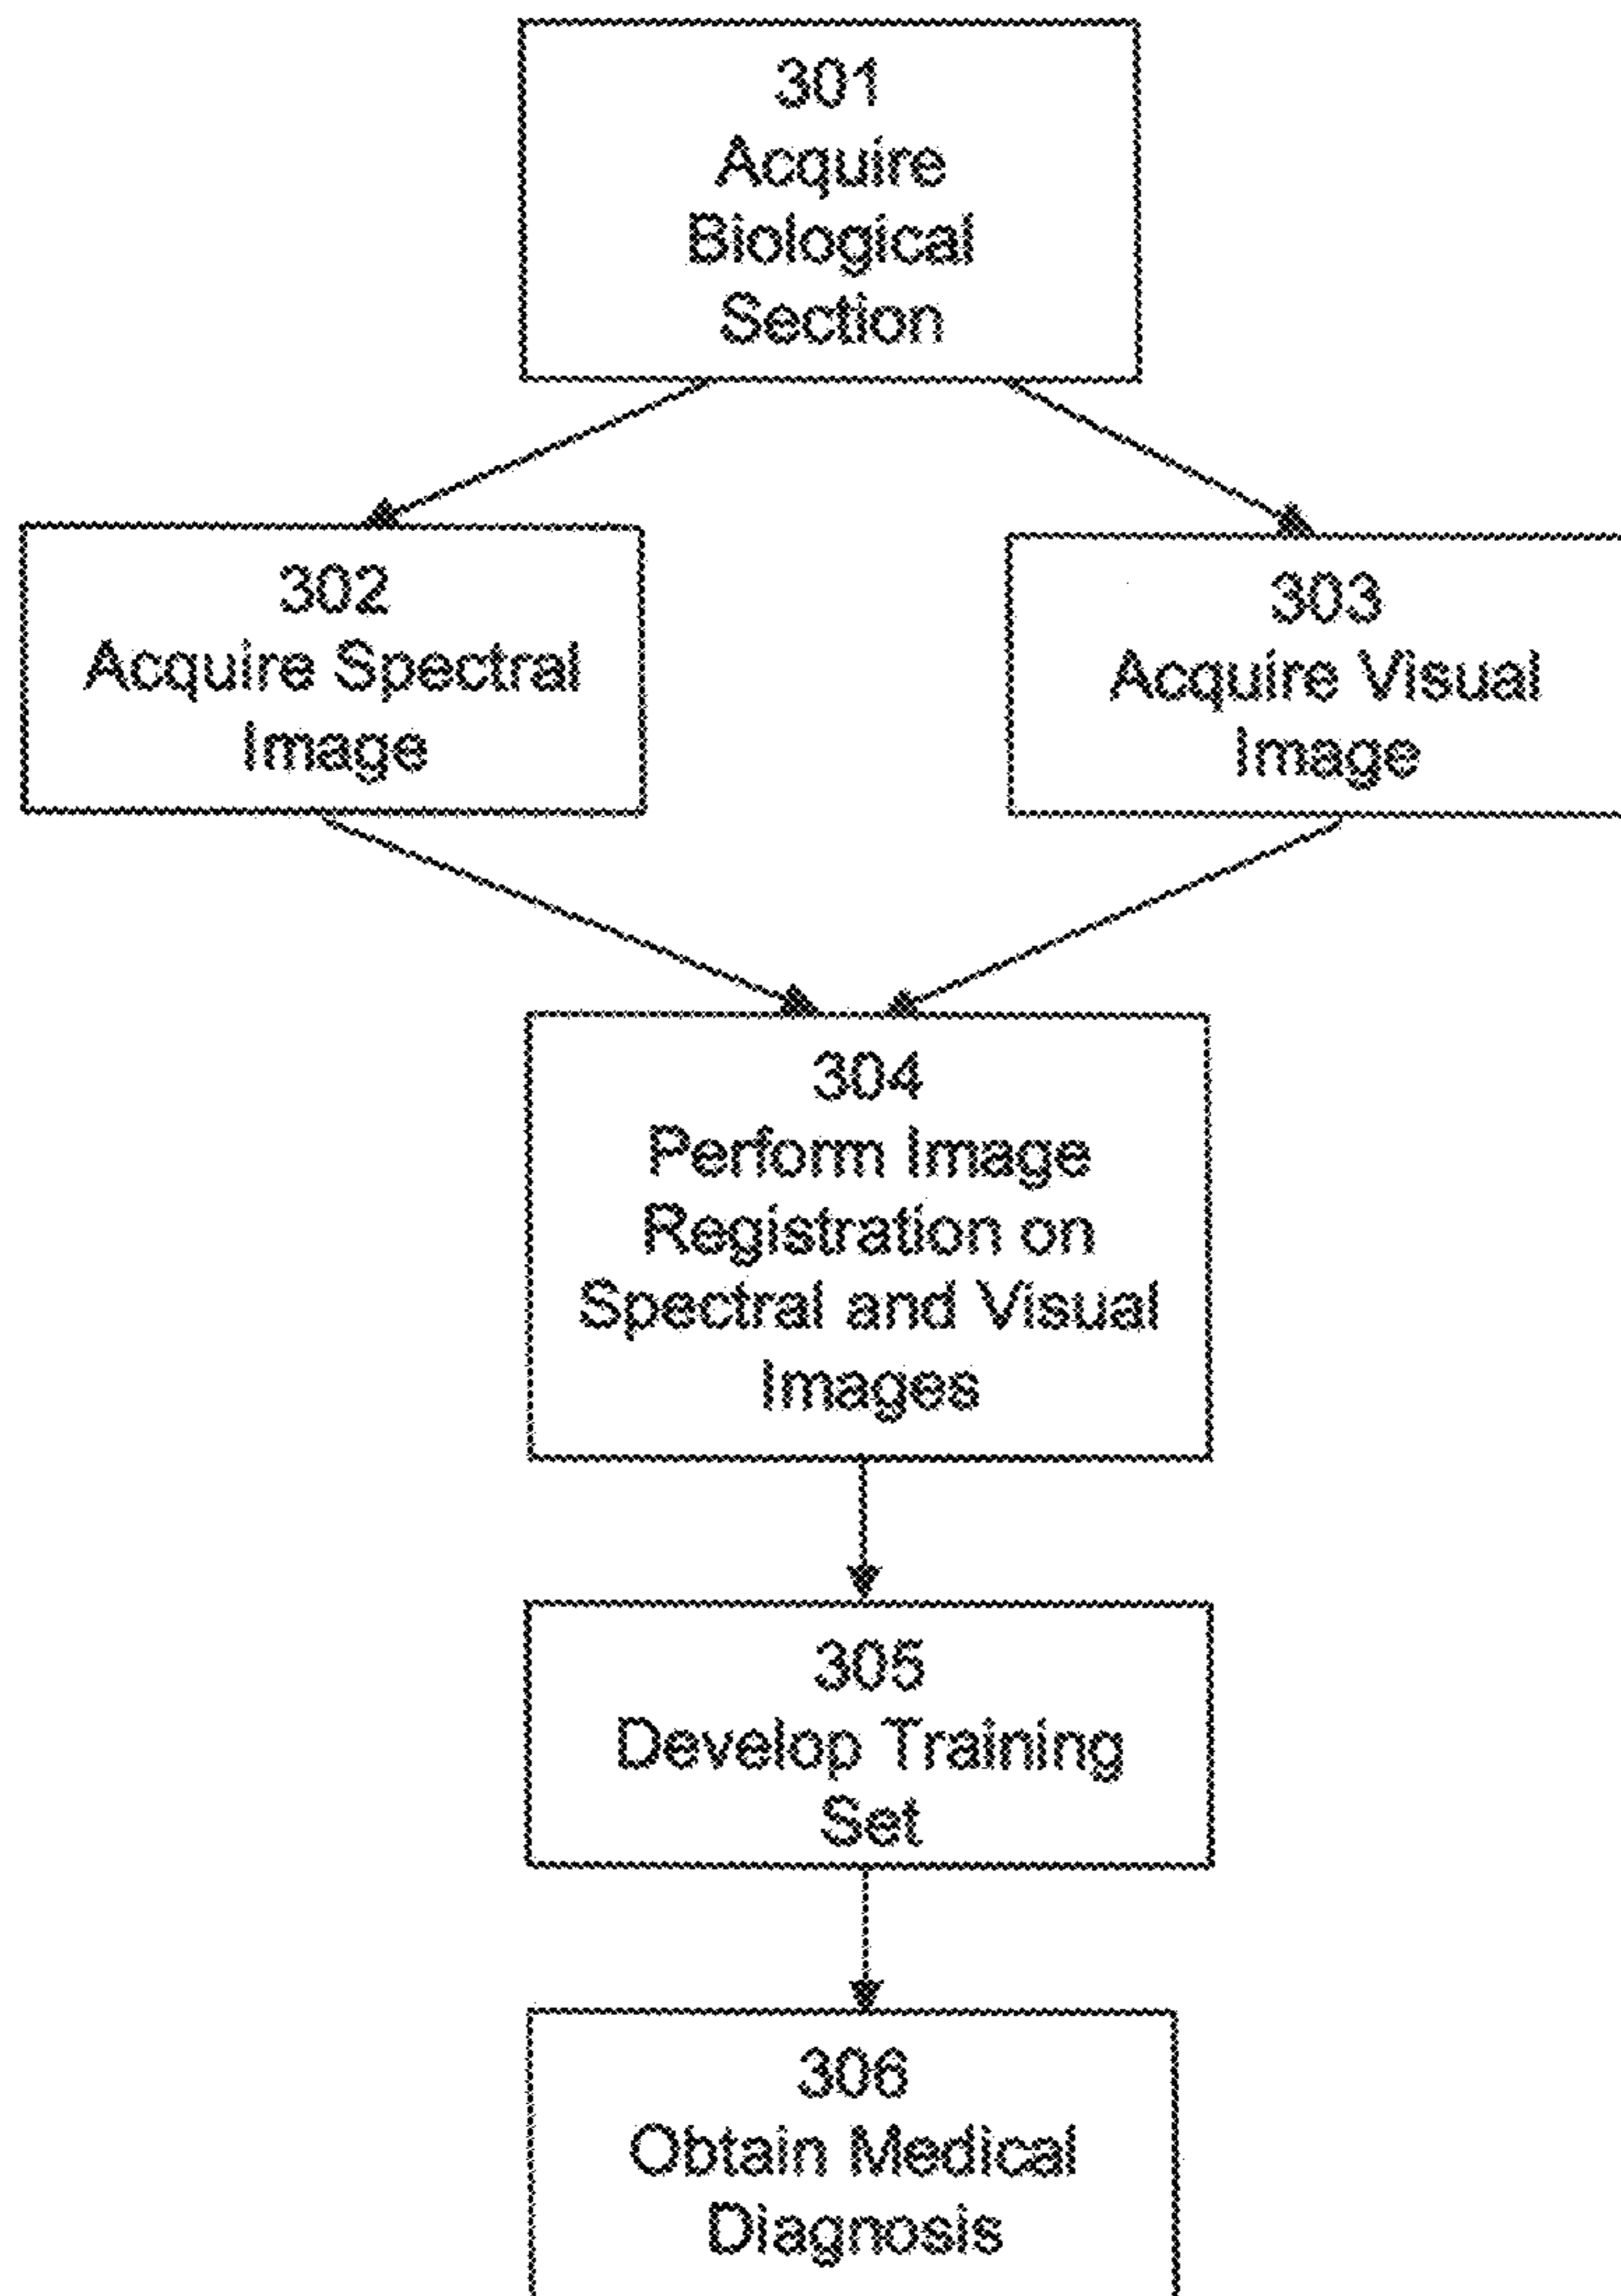 301
Acquire
Biological
Section
302
Acquire Spectral
Image
303
Acquire Visual
Image
304
Perform Image
Registration on
Spectral and Visual
Images
305
Develop Training
Set
306
Obtain Medical
Diagnosis